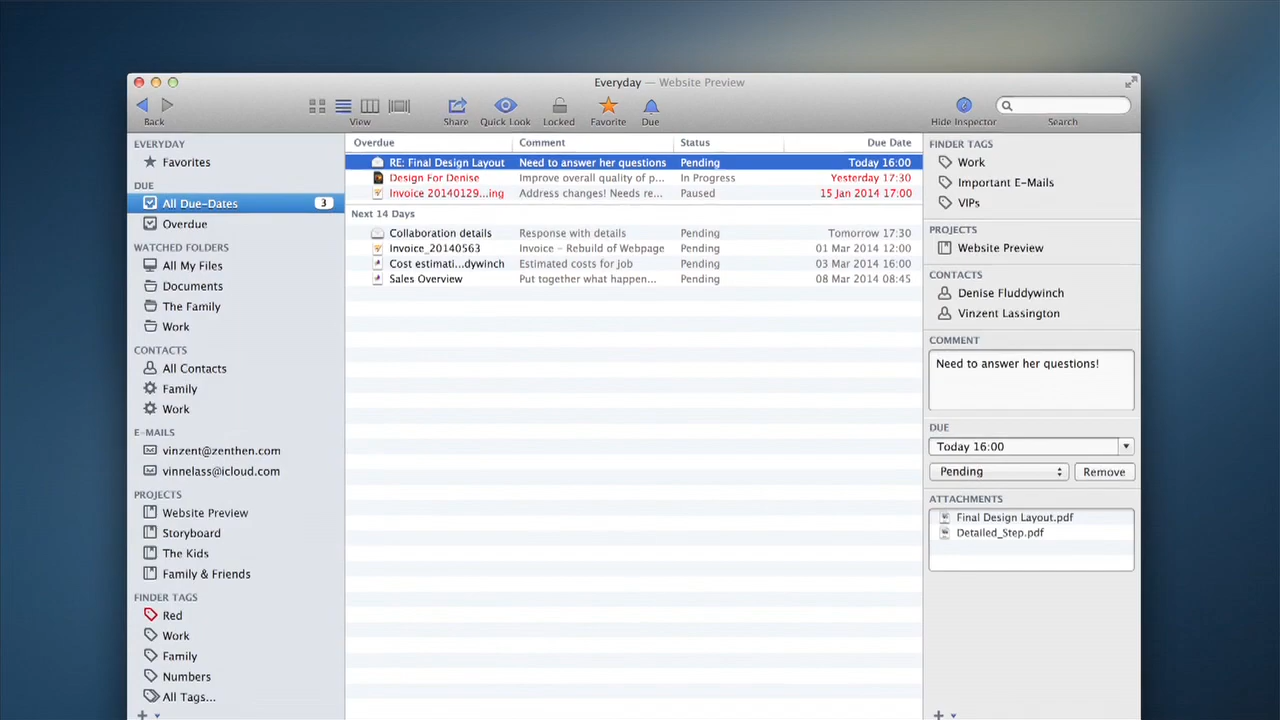 Everyday — Website Preview
Back
View
Share
Quick Look
Locked
Favorite
Due
Hide Inspector
Search
EVERYDAY
Favorites
DUE
All Due-Dates 3
Overdue
WATCHED FOLDERS
All My Files
Documents
The Family
Work
CONTACTS
All Contacts
Family
Work
E-MAILS
vinzent@zenthen.com
vinnelass@icloud.com
PROJECTS
Website Preview
Storyboard
The Kids
Family & Friends
FINDER TAGS
Red
Work
Family
Numbers
All Tags...
Overdue Comment Status Due Date
RE: Final Design Layout Need to answer her questions Pending Today 16:00
Design For Denise Improve overall quality of p... In Progress Yesterday 17:30
Invoice 20140129...ing Address changes! Needs re... Paused 15 Jan 2014 17:00
Next 14 Days
Collaboration details Response with details Pending Tomorrow 17:30
Invoice_20140563 Invoice – Rebuild of Webpage Pending 01 Mar 2014 12:00
Cost estimati...dywinch Estimated costs for job Pending 03 Mar 2014 16:00
Sales Overview Put together what happen... Pending 08 Mar 2014 08:45
FINDER TAGS
Work
Important E-Mails
VIPs
PROJECTS
Website Preview
CONTACTS
Denise Fluddywinch
Vinzent Lassington
COMMENT
Need to answer her questions!
DUE
Today 16:00
Pending Remove
ATTACHMENTS
Final Design Layout.pdf
Detailed_Step.pdf